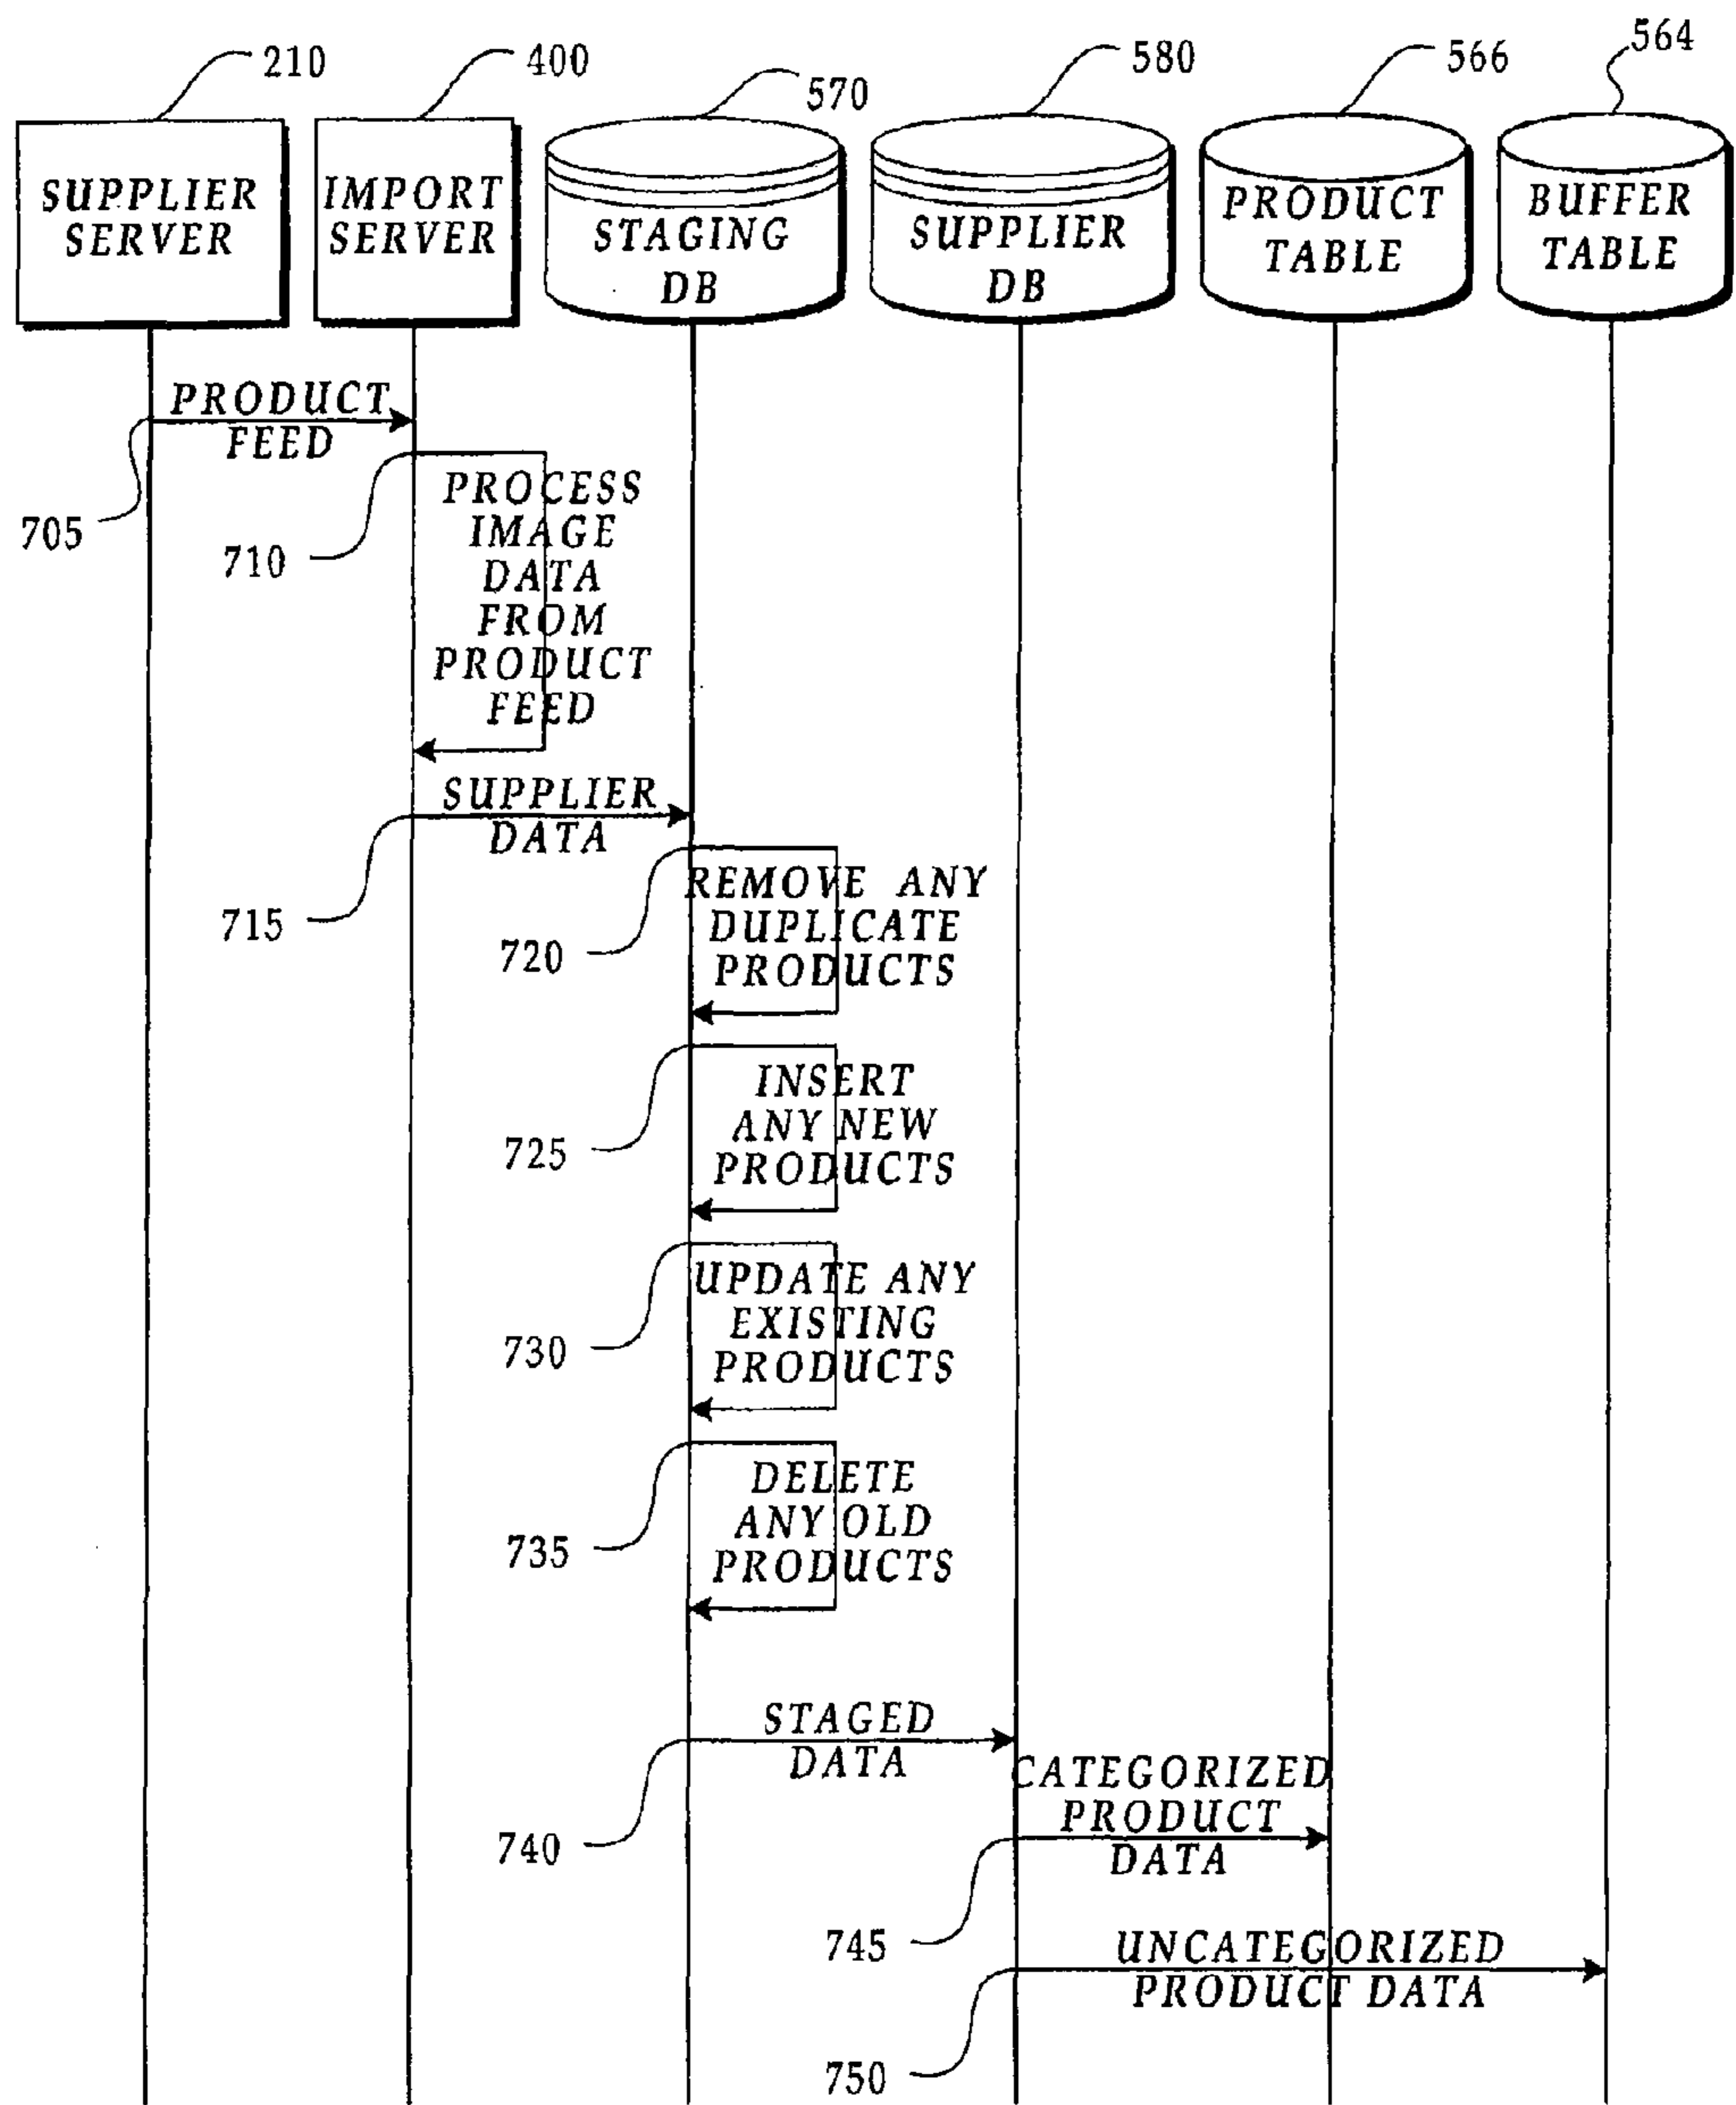 210
400
570
580
566
564
SUPPLIER
SERVER
IMPORT
SERVER
STAGING
DB
SUPPLIER
DB
PRODUCT
TABLE
BUFFER
TABLE
PRODUCT
FEED
705
PROCESS
IMAGE
DATA
FROM
PRODUCT
FEED
710
SUPPLIER
DATA
715
REMOVE ANY
DUPLICATE
PRODUCTS
720
INSERT
ANY NEW
PRODUCTS
725
UPDATE ANY
EXISTING
PRODUCTS
730
DELETE
ANY OLD
PRODUCTS
735
STAGED
DATA
740
CATEGORIZED
PRODUCT
DATA
745
UNCATEGORIZED
PRODUCT DATA
750